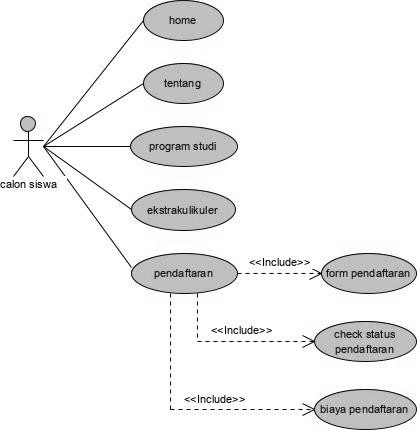 home
tentang
program studi
calon siswa
ekstrakulikuler
pendaftaran
<<Include>>
form pendaftaran
<<Include>>
check status
pendaftaran
<<Include>>
biaya pendaftaran